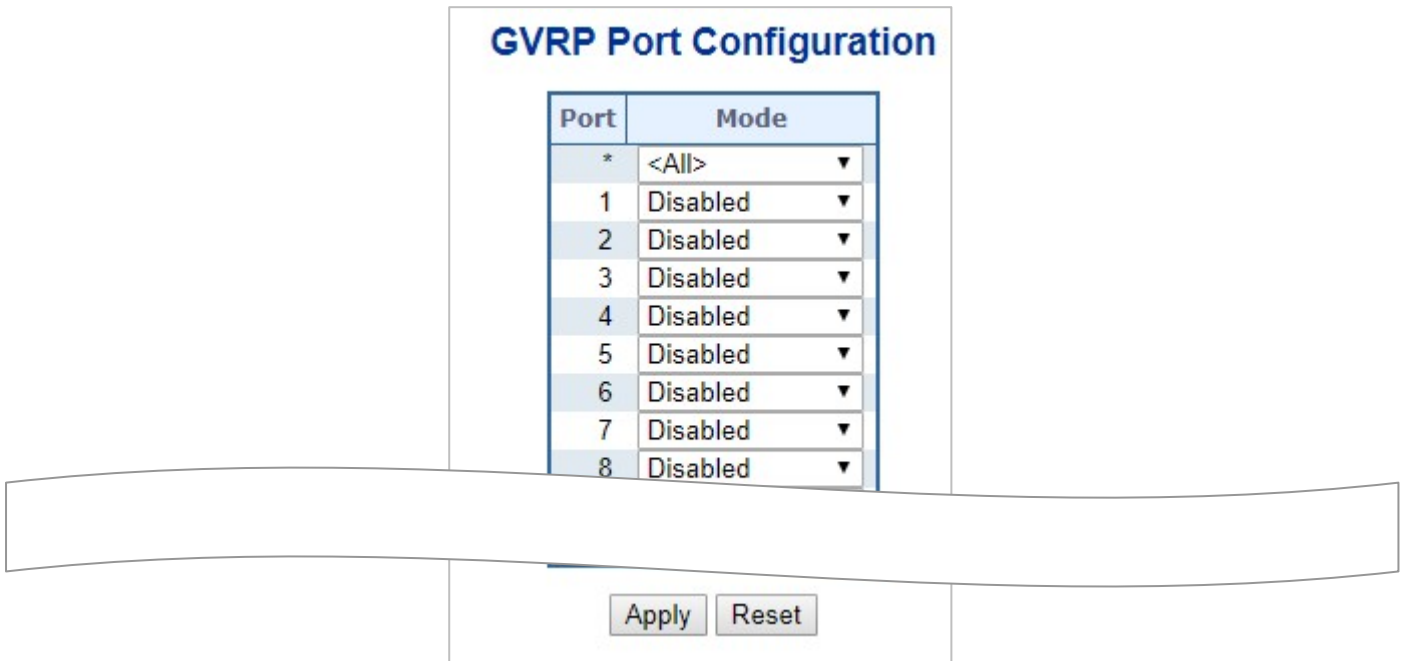 GVRP Port Configuration
Port Mode
* <All>
1 Disabled
2 Disabled
3 Disabled
4 Disabled
5 Disabled
6 Disabled
7 Disabled
8 Disabled
Apply Reset